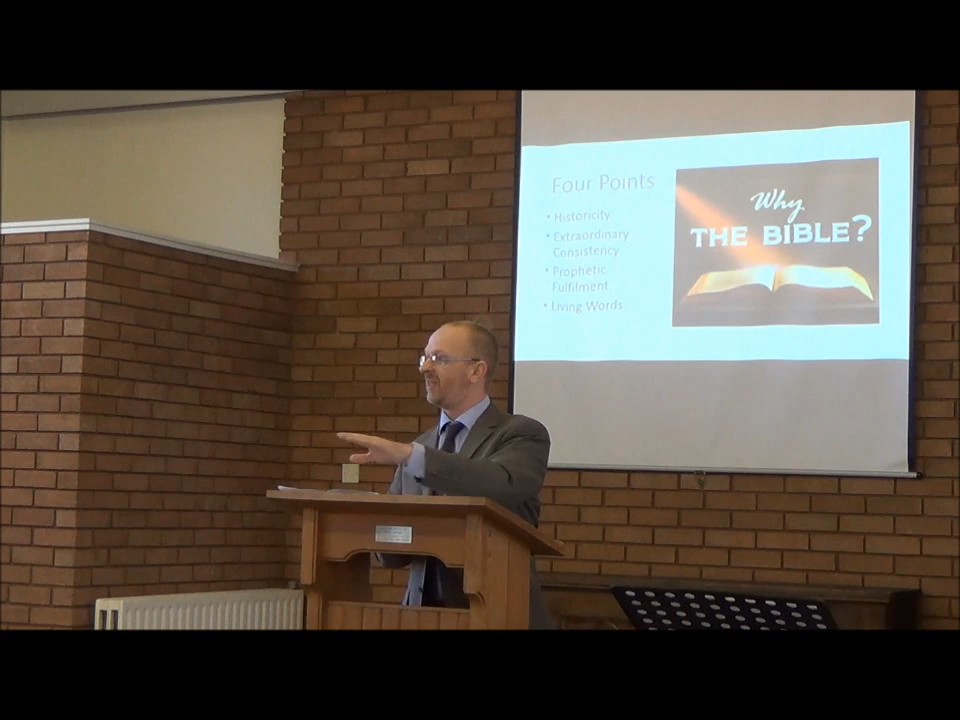 Four Points
• Historicity
• Extraordinary
Consistency
• Prophetic
Fulfilment
• Living Words
Why
THE BIBLE?